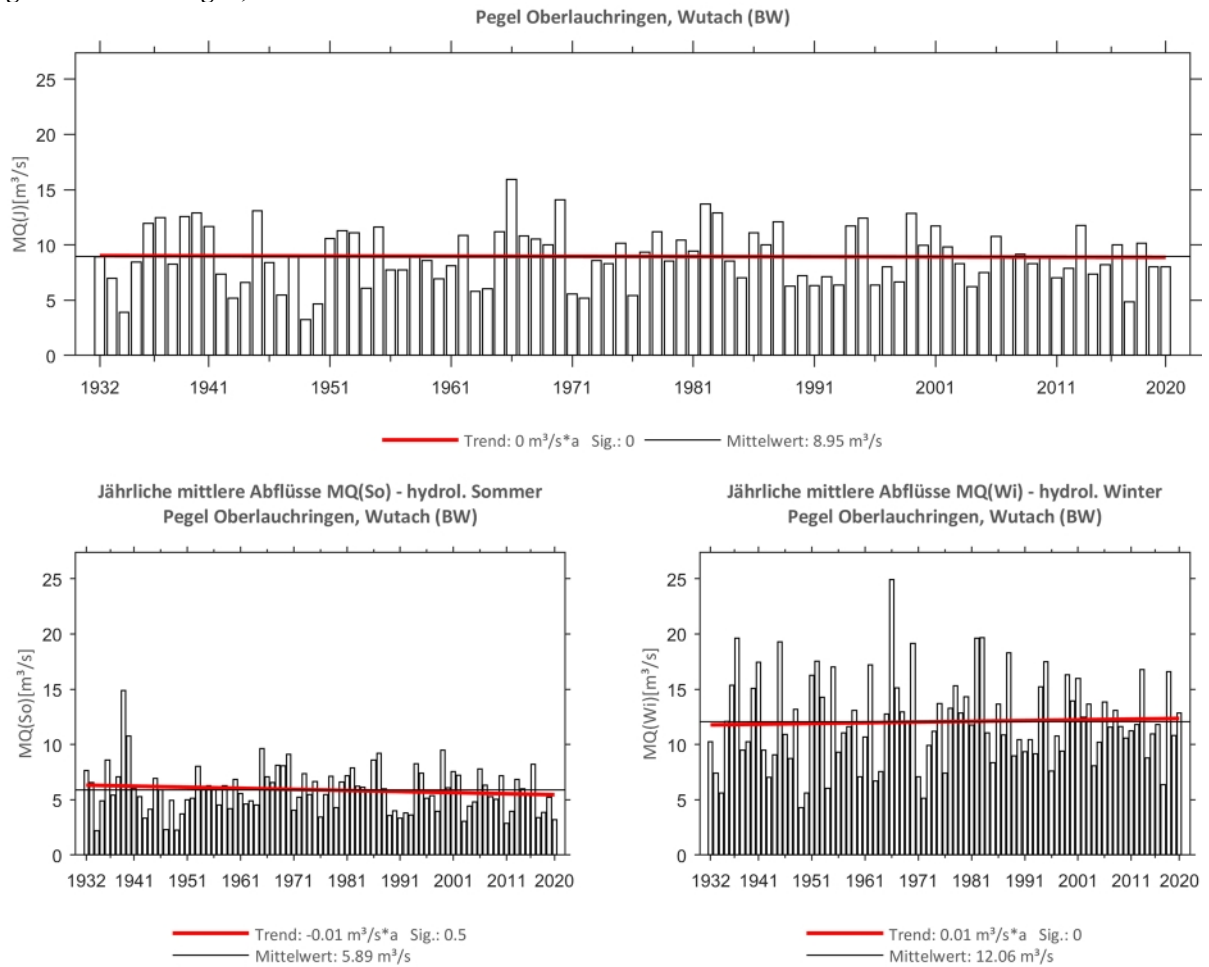 Pegel Oberlauchringen, Wutach (BW)
MQ(J)[m³/s]
25
20
15
10
5
0
1932 1941 1951 1961 1971 1981 1991 2001 2011 2020
Trend: 0 m³/s*a Sig.: 0 Mittelwert: 8.95 m³/s
Jährliche mittlere Abflüsse MQ(So) - hydrol. Sommer
Pegel Oberlauchringen, Wutach (BW)
MQ(So)[m³/s]
25
20
15
10
5
0
1932 1941 1951 1961 1971 1981 1991 2001 2011 2020
Trend: -0.01 m³/s*a Sig.: 0.5
Mittelwert: 5.89 m³/s
Jährliche mittlere Abflüsse MQ(Wi) - hydrol. Winter
Pegel Oberlauchringen, Wutach (BW)
MQ(Wi)[m³/s]
25
20
15
10
5
0
1932 1941 1951 1961 1971 1981 1991 2001 2011 2020
Trend: 0.01 m³/s*a Sig.: 0
Mittelwert: 12.06 m³/s